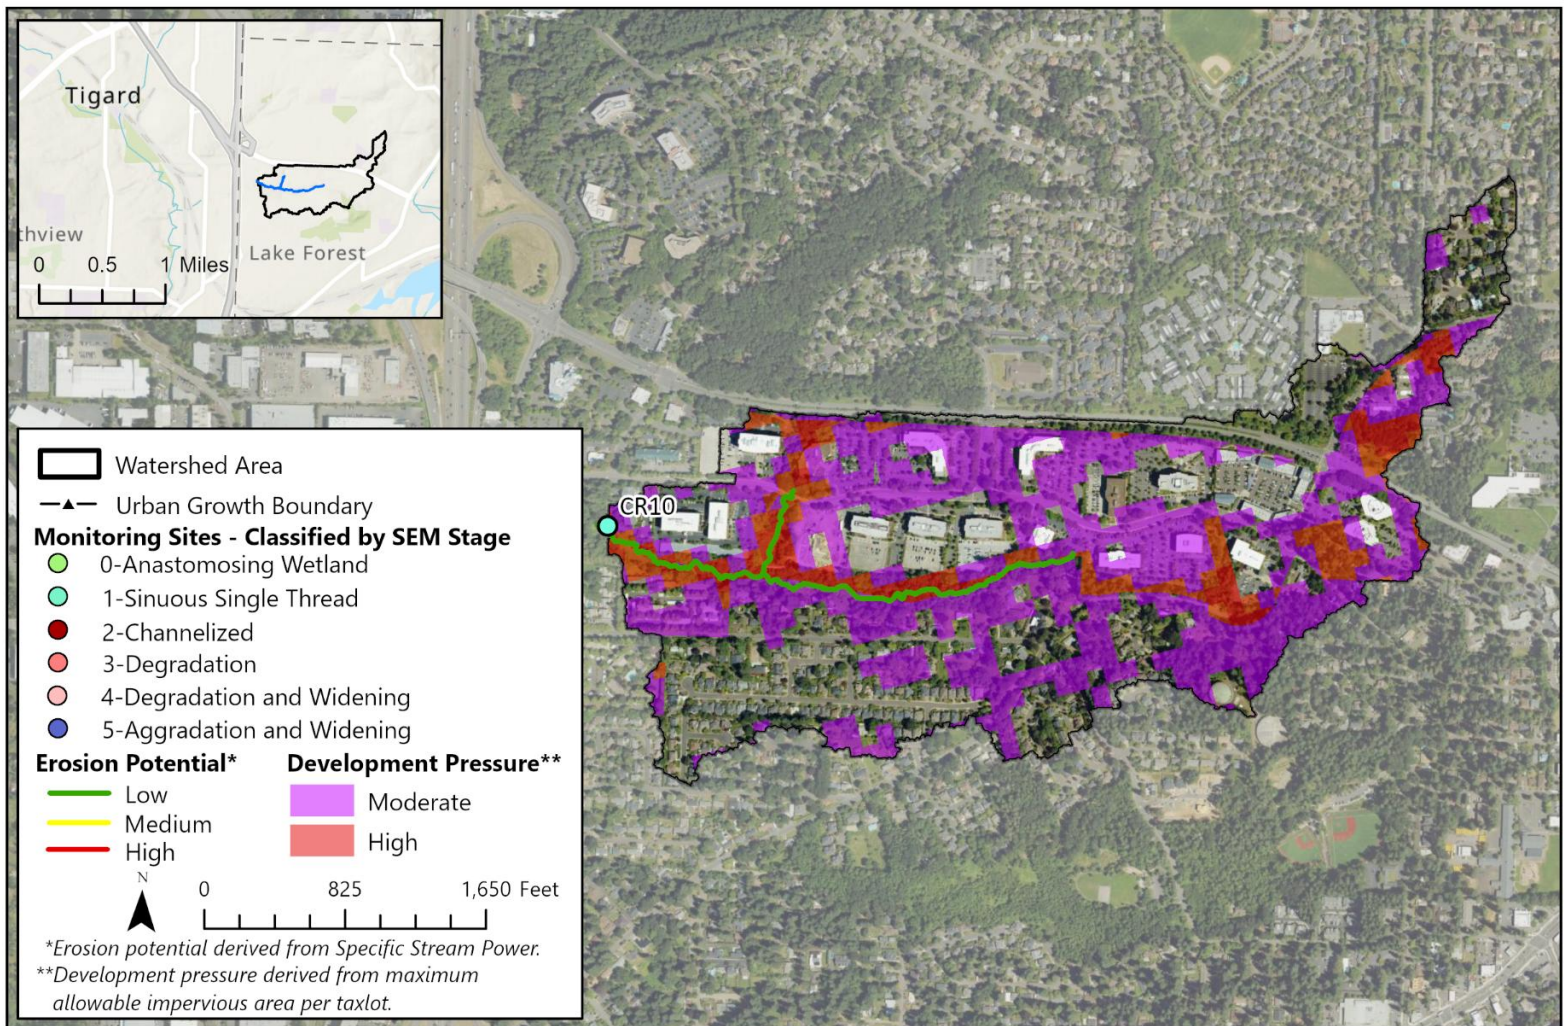 Tigard
thview
Lake Forest
0 0.5 1 Miles
CR10
Watershed Area
Urban Growth Boundary
Monitoring Sites - Classified by SEM Stage
0-Anastomosing Wetland
1-Sinuous Single Thread
2-Channelized
3-Degradation
4-Degradation and Widening
5-Aggradation and Widening
Erosion Potential*
Low
Medium
High
Development Pressure**
Moderate
High
N
0 825 1,650 Feet
*Erosion potential derived from Specific Stream Power.
**Development pressure derived from maximum
allowable impervious area per taxlot.